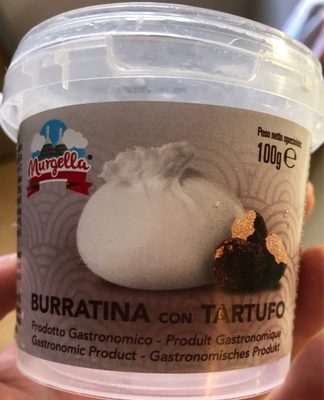 Murgella
Peso netto sgocciolato:
100g e
BURRATINA CON TARTUFO
Prodotto Gastronomico - Produit Gastronomique
Gastronomic Product - Gastronomisches Produkt